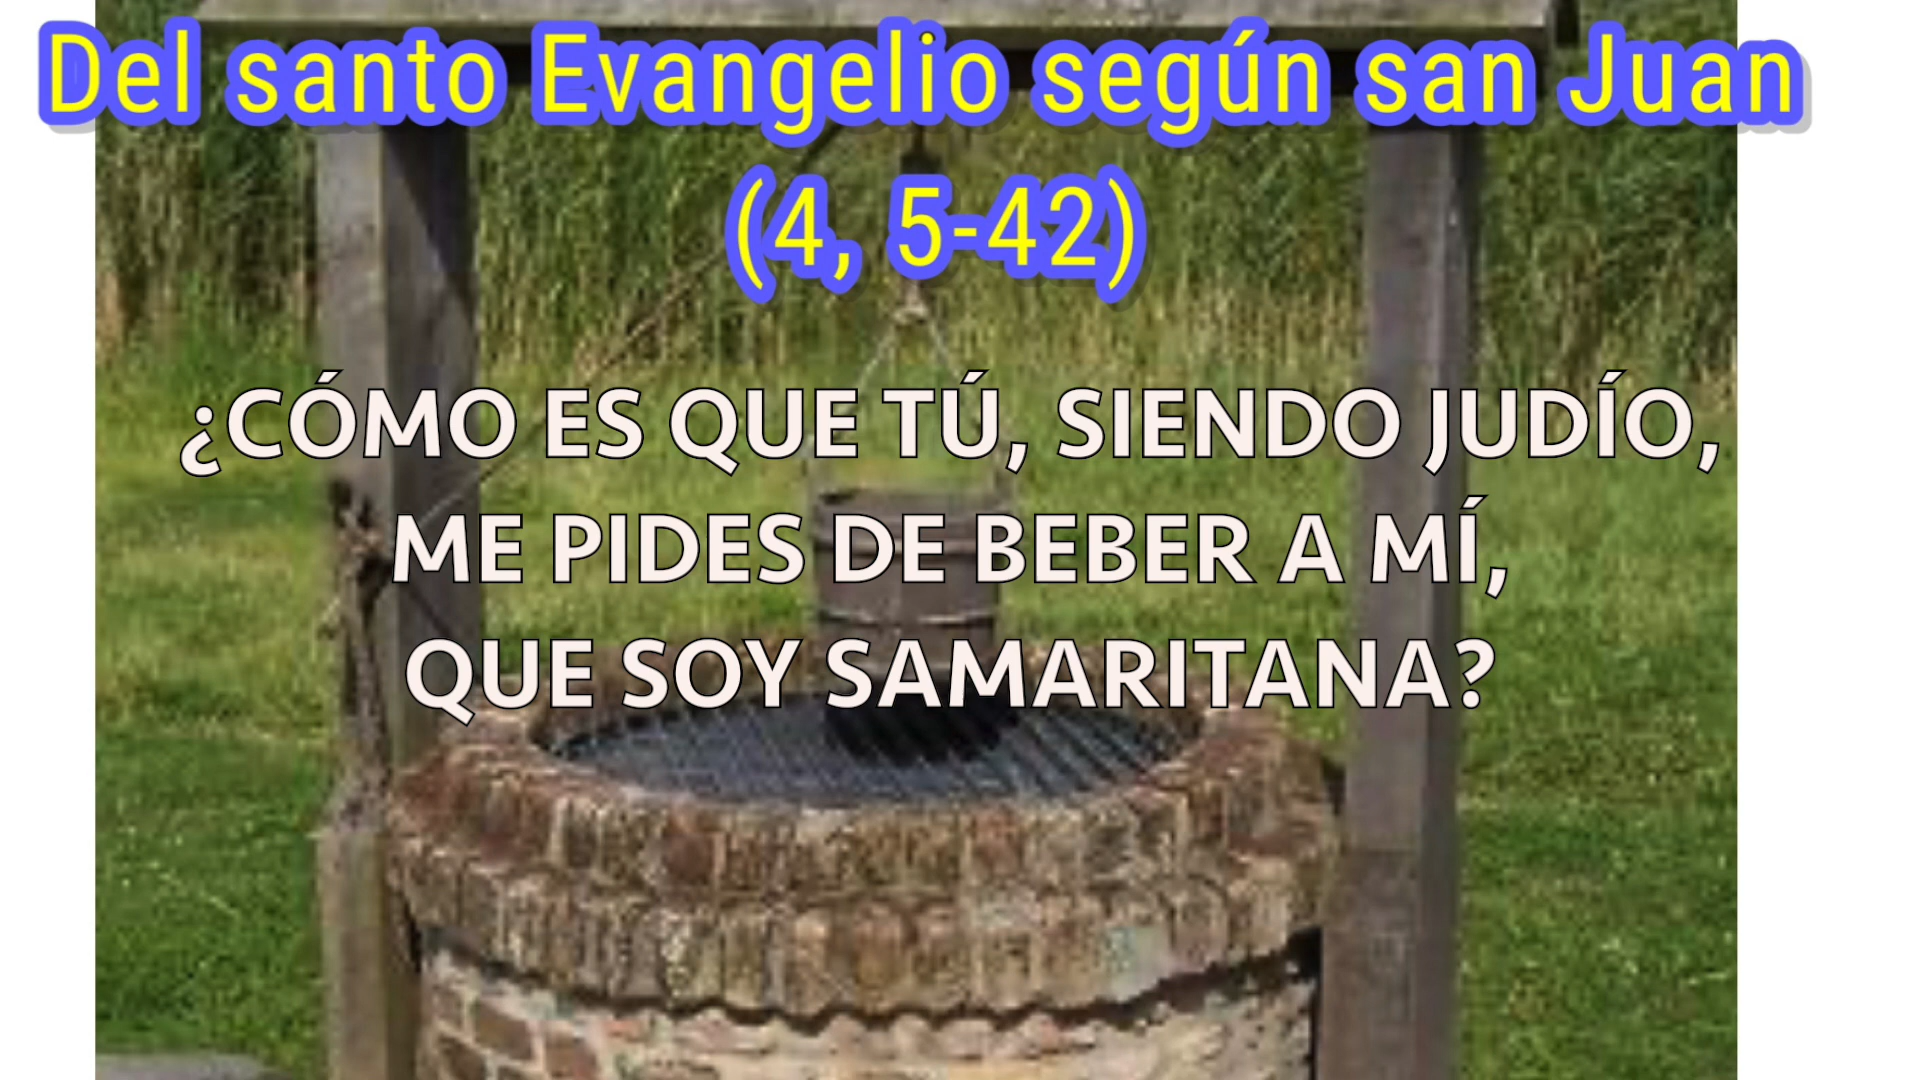 Del santo Evangelio según san Juan
(4, 5-42)
¿CÓMO ES QUE TÚ, SIENDO JUDÍO,
ME PIDES DE BEBER A MÍ,
QUE SOY SAMARITANA?